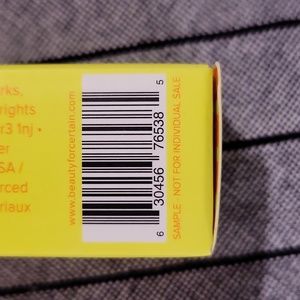 rks,
rights
r3 1nj •
er
SA /
rced
riaux
www.beautyforcertain.com
6 30456 76538 5
SAMPLE - NOT FOR INDIVIDUAL SALE